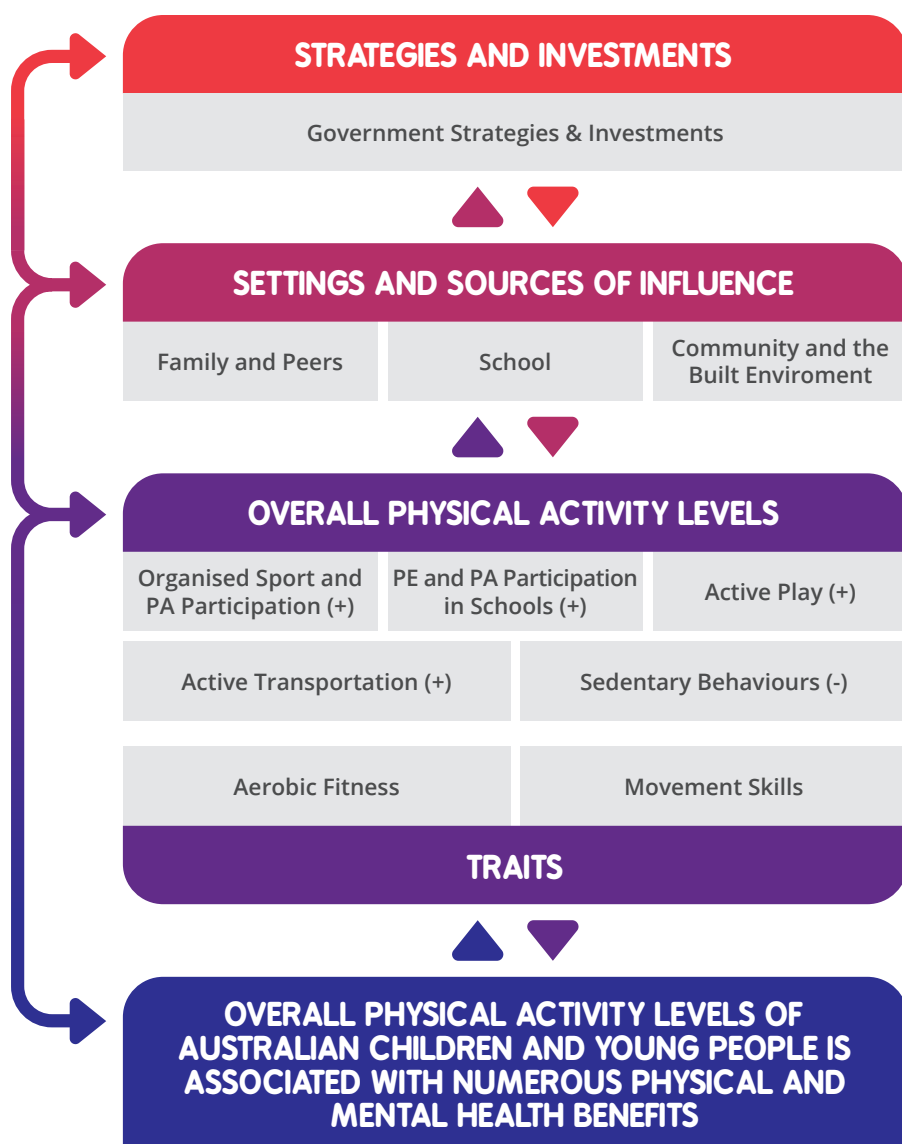 STRATEGIES AND INVESTMENTS
Government Strategies & Investments
SETTINGS AND SOURCES OF INFLUENCE
Family and Peers
School
Community and the
Built Enviroment
OVERALL PHYSICAL ACTIVITY LEVELS
Organised Sport and
PA Participation (+)
PE and PA Participation
in Schools (+)
Active Play (+)
Active Transportation (+)
Sedentary Behaviours (-)
Aerobic Fitness
Movement Skills
TRAITS
OVERALL PHYSICAL ACTIVITY LEVELS OF
AUSTRALIAN CHILDREN AND YOUNG PEOPLE IS
ASSOCIATED WITH NUMEROUS PHYSICAL AND
MENTAL HEALTH BENEFITS